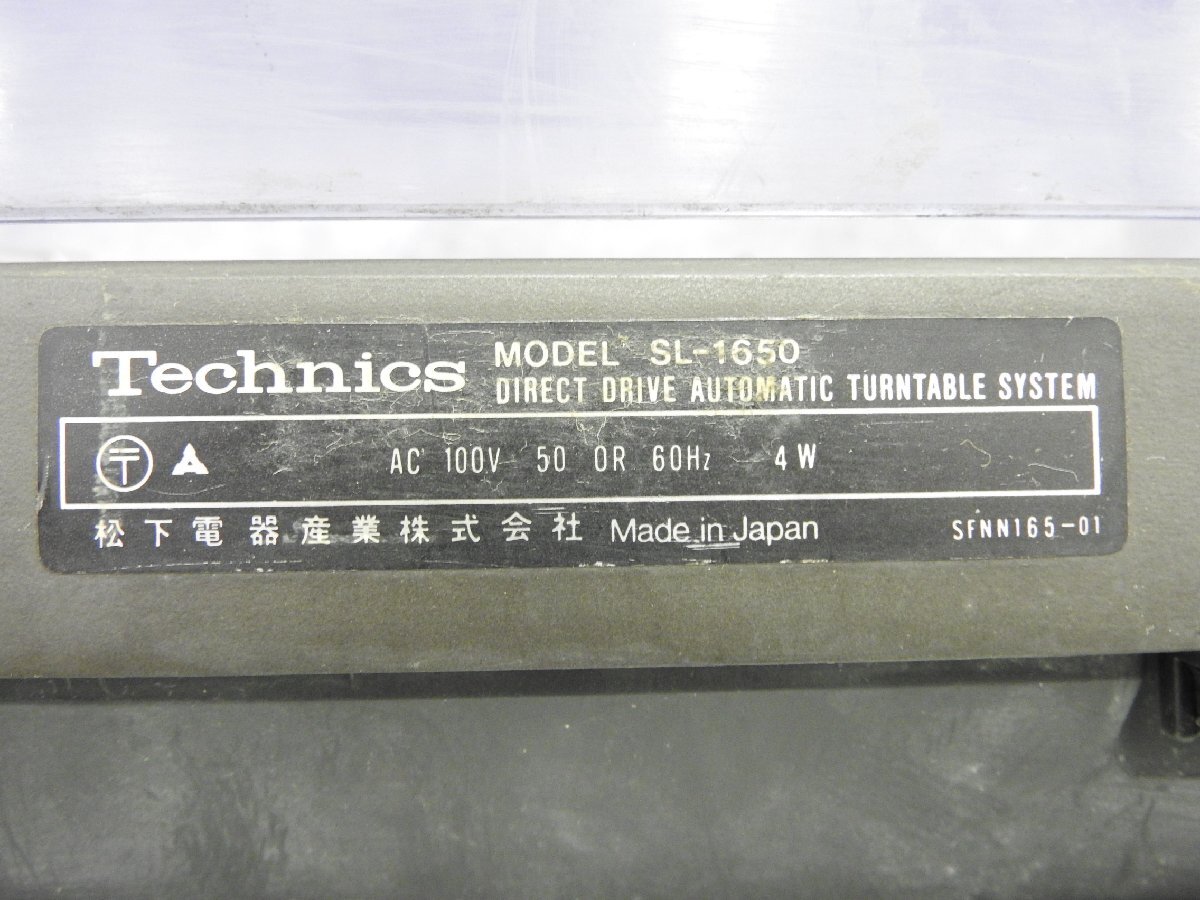 Technics
MODEL SL-1650
DIRECT DRIVE AUTOMATIC TURNTABLE SYSTEM
〒 AC 100V 50 OR 60Hz 4W
松下電器産業株式会社 Made in Japan SFNN165-01